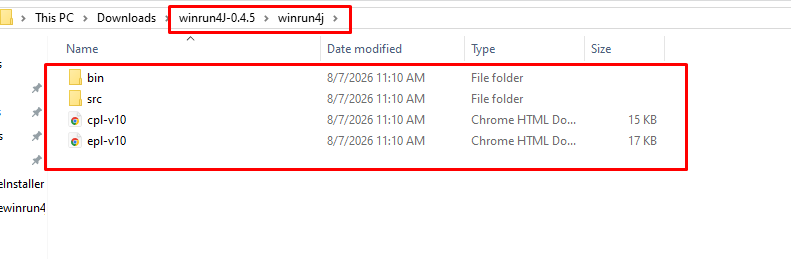 This PC > Downloads > winrun4J-0.4.5 > winrun4j >
Name Date modified Type Size
bin 8/7/2026 11:10 AM File folder
src 8/7/2026 11:10 AM File folder
cpl-v10 8/7/2026 11:10 AM Chrome HTML Do... 15 KB
epl-v10 8/7/2026 11:10 AM Chrome HTML Do... 17 KB
eInstaller
ewinrun4